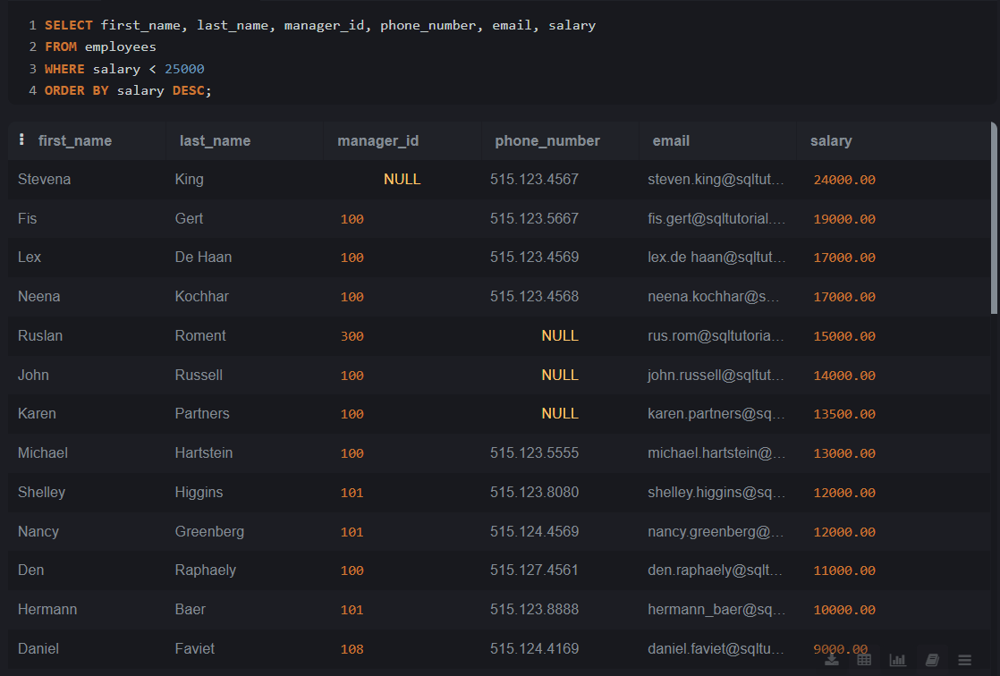 1 SELECT first_name, last_name, manager_id, phone_number, email, salary
2 FROM employees
3 WHERE salary < 25000
4 ORDER BY salary DESC;
first_name last_name manager_id phone_number email salary
Stevena King NULL 515.123.4567 steven.king@sqltut… 24000.00
Fis Gert 100 515.123.5667 fis.gert@sqltutorial.… 19000.00
Lex De Haan 100 515.123.4569 lex.de haan@sqltut… 17000.00
Neena Kochhar 100 515.123.4568 neena.kochhar@s… 17000.00
Ruslan Roment 300 NULL rus.rom@sqltutoria… 15000.00
John Russell 100 NULL john.russell@sqltut… 14000.00
Karen Partners 100 NULL karen.partners@sq… 13500.00
Michael Hartstein 100 515.123.5555 michael.hartstein@… 13000.00
Shelley Higgins 101 515.123.8080 shelley.higgins@sq… 12000.00
Nancy Greenberg 101 515.124.4569 nancy.greenberg@… 12000.00
Den Raphaely 100 515.127.4561 den.raphaely@sqlt… 11000.00
Hermann Baer 101 515.123.8888 hermann_baer@sq… 10000.00
Daniel Faviet 108 515.124.4169 daniel.faviet@sqltu… 9000.00